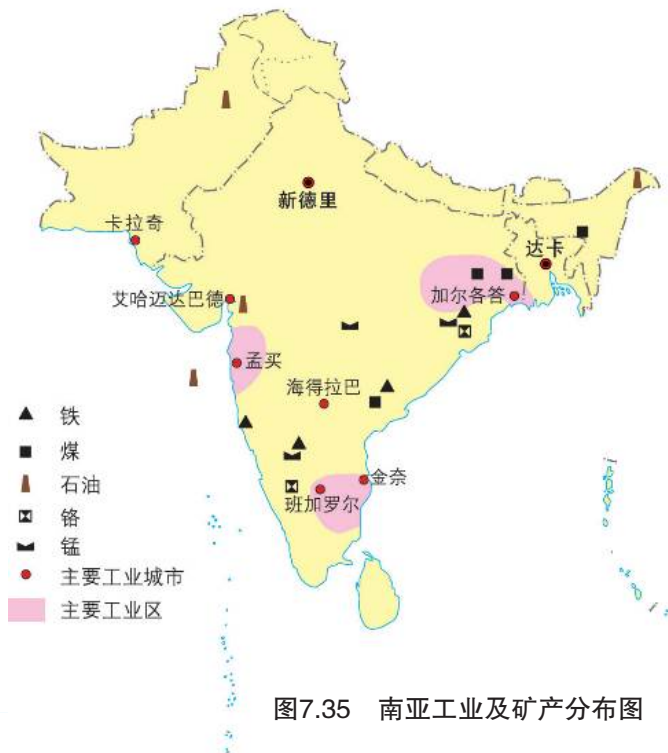 新德里
卡拉奇
达卡
艾哈迈达巴德
加尔各答
孟买
海得拉巴
金奈
班加罗尔
铁
煤
石油
铬
锰
主要工业城市
主要工业区
图7.35 南亚工业及矿产分布图